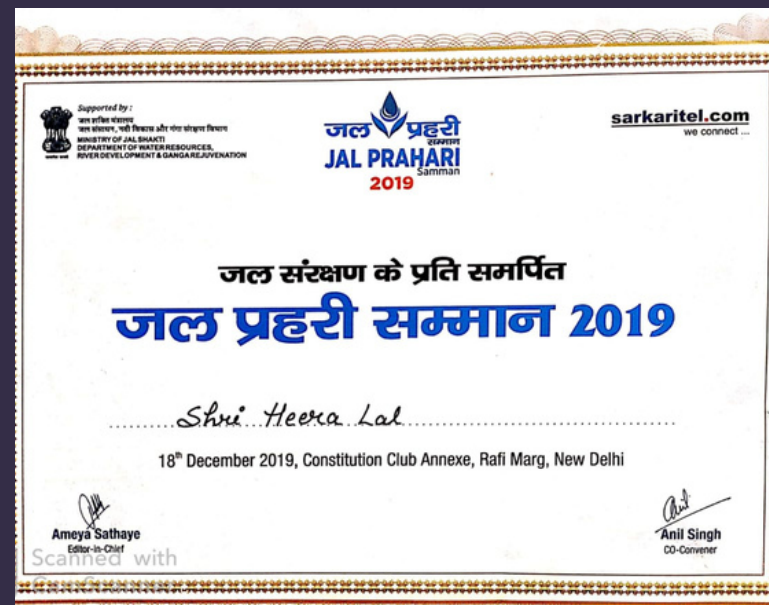 Supported by :
जल शक्ति मंत्रालय
जल संसाधन, नदी विकास और गंगा संरक्षण विभाग
MINISTRY OF JAL SHAKTI
DEPARTMENT OF WATER RESOURCES,
RIVER DEVELOPMENT & GANGA REJUVENATION
जल प्रहरी
सम्मान
JAL PRAHARI
Samman
2019
sarkaritel.com
we connect ...
जल संरक्षण के प्रति समर्पित
जल प्रहरी सम्मान 2019
Shri Heera Lal
18th December 2019, Constitution Club Annexe, Rafi Marg, New Delhi
Ameya Sathaye
Editor-in-Chief
Anil Singh
CO-Convener
Scanned with
CamScanner